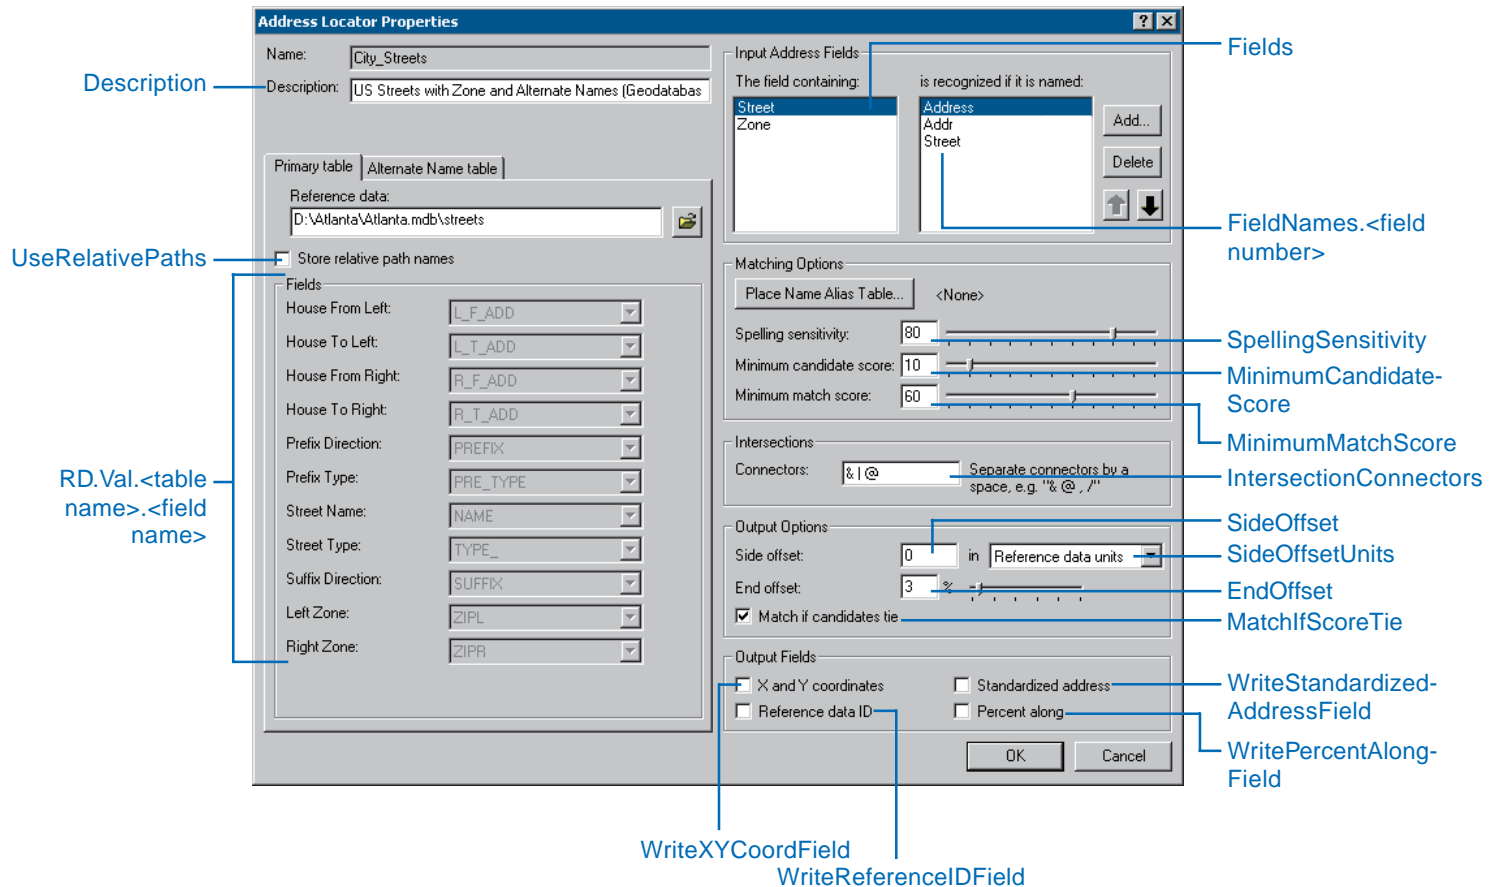 Address Locator Properties
Name: City_Streets
Description: US Streets with Zone and Alternate Names (Geodatabas
Description
Primary table
Alternate Name table
Reference data:
D:\Atlanta\Atlanta.mdb\streets
UseRelativePaths
Store relative path names
Fields
House From Left: L_F_ADD
House To Left: L_T_ADD
House From Right: R_F_ADD
House To Right: R_T_ADD
Prefix Direction: PREFIX
Prefix Type: PRE_TYPE
Street Name: NAME
Street Type: TYPE_
Suffix Direction: SUFFIX
Left Zone: ZIPL
Right Zone: ZIPR
RD.Val.<table
name>.<field
name>
Input Address Fields
The field containing:
Street
Zone
is recognized if it is named:
Address
Addr
Street
Add...
Delete
Fields
FieldNames.<field
number>
Matching Options
Place Name Alias Table... <None>
Spelling sensitivity: 80
Minimum candidate score: 10
Minimum match score: 60
SpellingSensitivity
MinimumCandidate-
Score
MinimumMatchScore
Intersections
Connectors: & | @
Separate connectors by a
space, e.g. "& @ , /"
IntersectionConnectors
Output Options
Side offset: 0 in Reference data units
End offset: 3 %
Match if candidates tie
SideOffset
SideOffsetUnits
EndOffset
MatchIfScoreTie
Output Fields
X and Y coordinates
Standardized address
Reference data ID
Percent along
WriteStandardized-
AddressField
WritePercentAlong-
Field
OK
Cancel
WriteXYCoordField
WriteReferenceIDField